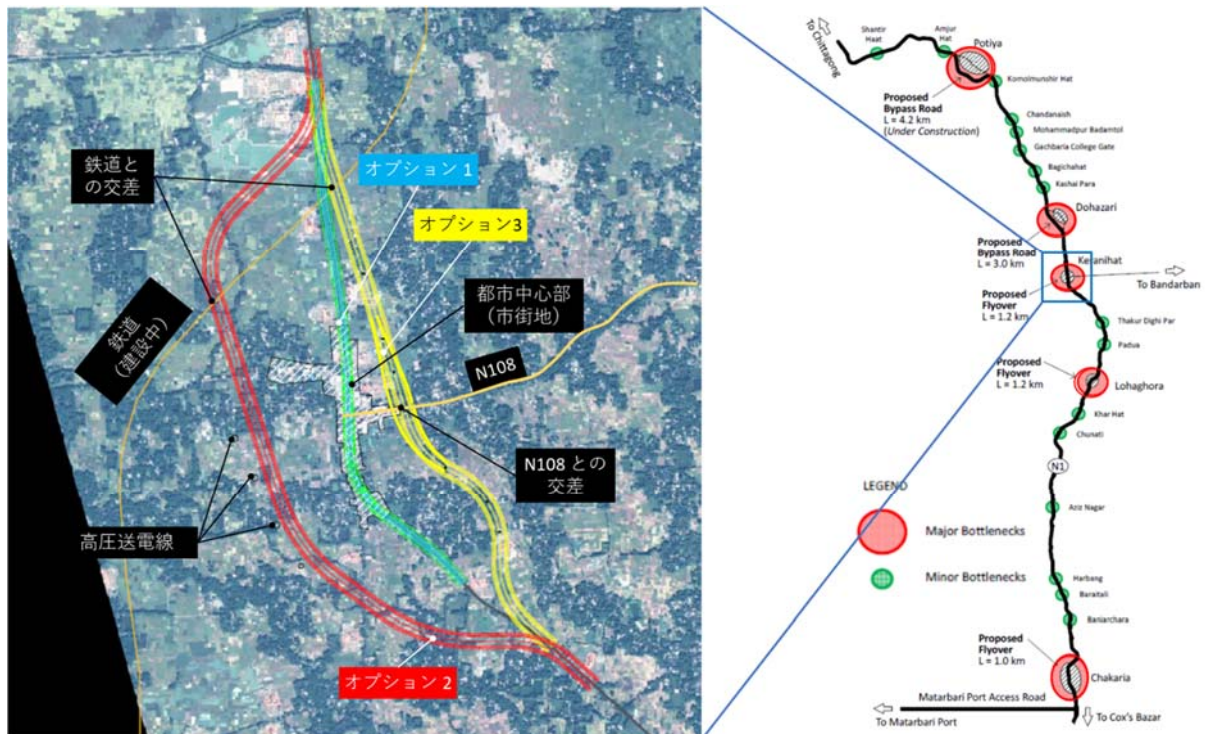 鉄道と
の交差
オプション 1
オプション3
都市中心部
（市街地）
鉄道
(建設中)
N108
N108 との
交差
高圧送電線
オプション 2
To Chittagong
Shantir
Haat
Amjur
Hat
Potiya
Komolmunshir Hat
Proposed
Bypass Road
L = 4.2 km
(Under Construction)
Chandanaish
Mohammadpur Badamtol
Gachbaria College Gate
Bagichahat
Kashai Para
Dohazari
Proposed
Bypass Road
L = 3.0 km
Keranihat
To Bandarban
Proposed
Flyover
L = 1.2 km
Thakur Dighi Par
Padua
Proposed
Flyover
L = 1.2 km
Lohaghora
Khar Hat
Chunati
N1
LEGEND
Major Bottlenecks
Minor Bottlenecks
Aziz Nagar
Harbang
Baraitali
Baniarchara
Proposed
Flyover
L = 1.0 km
Chakaria
Matarbari Port Access Road
To Matarbari Port
To Cox's Bazar